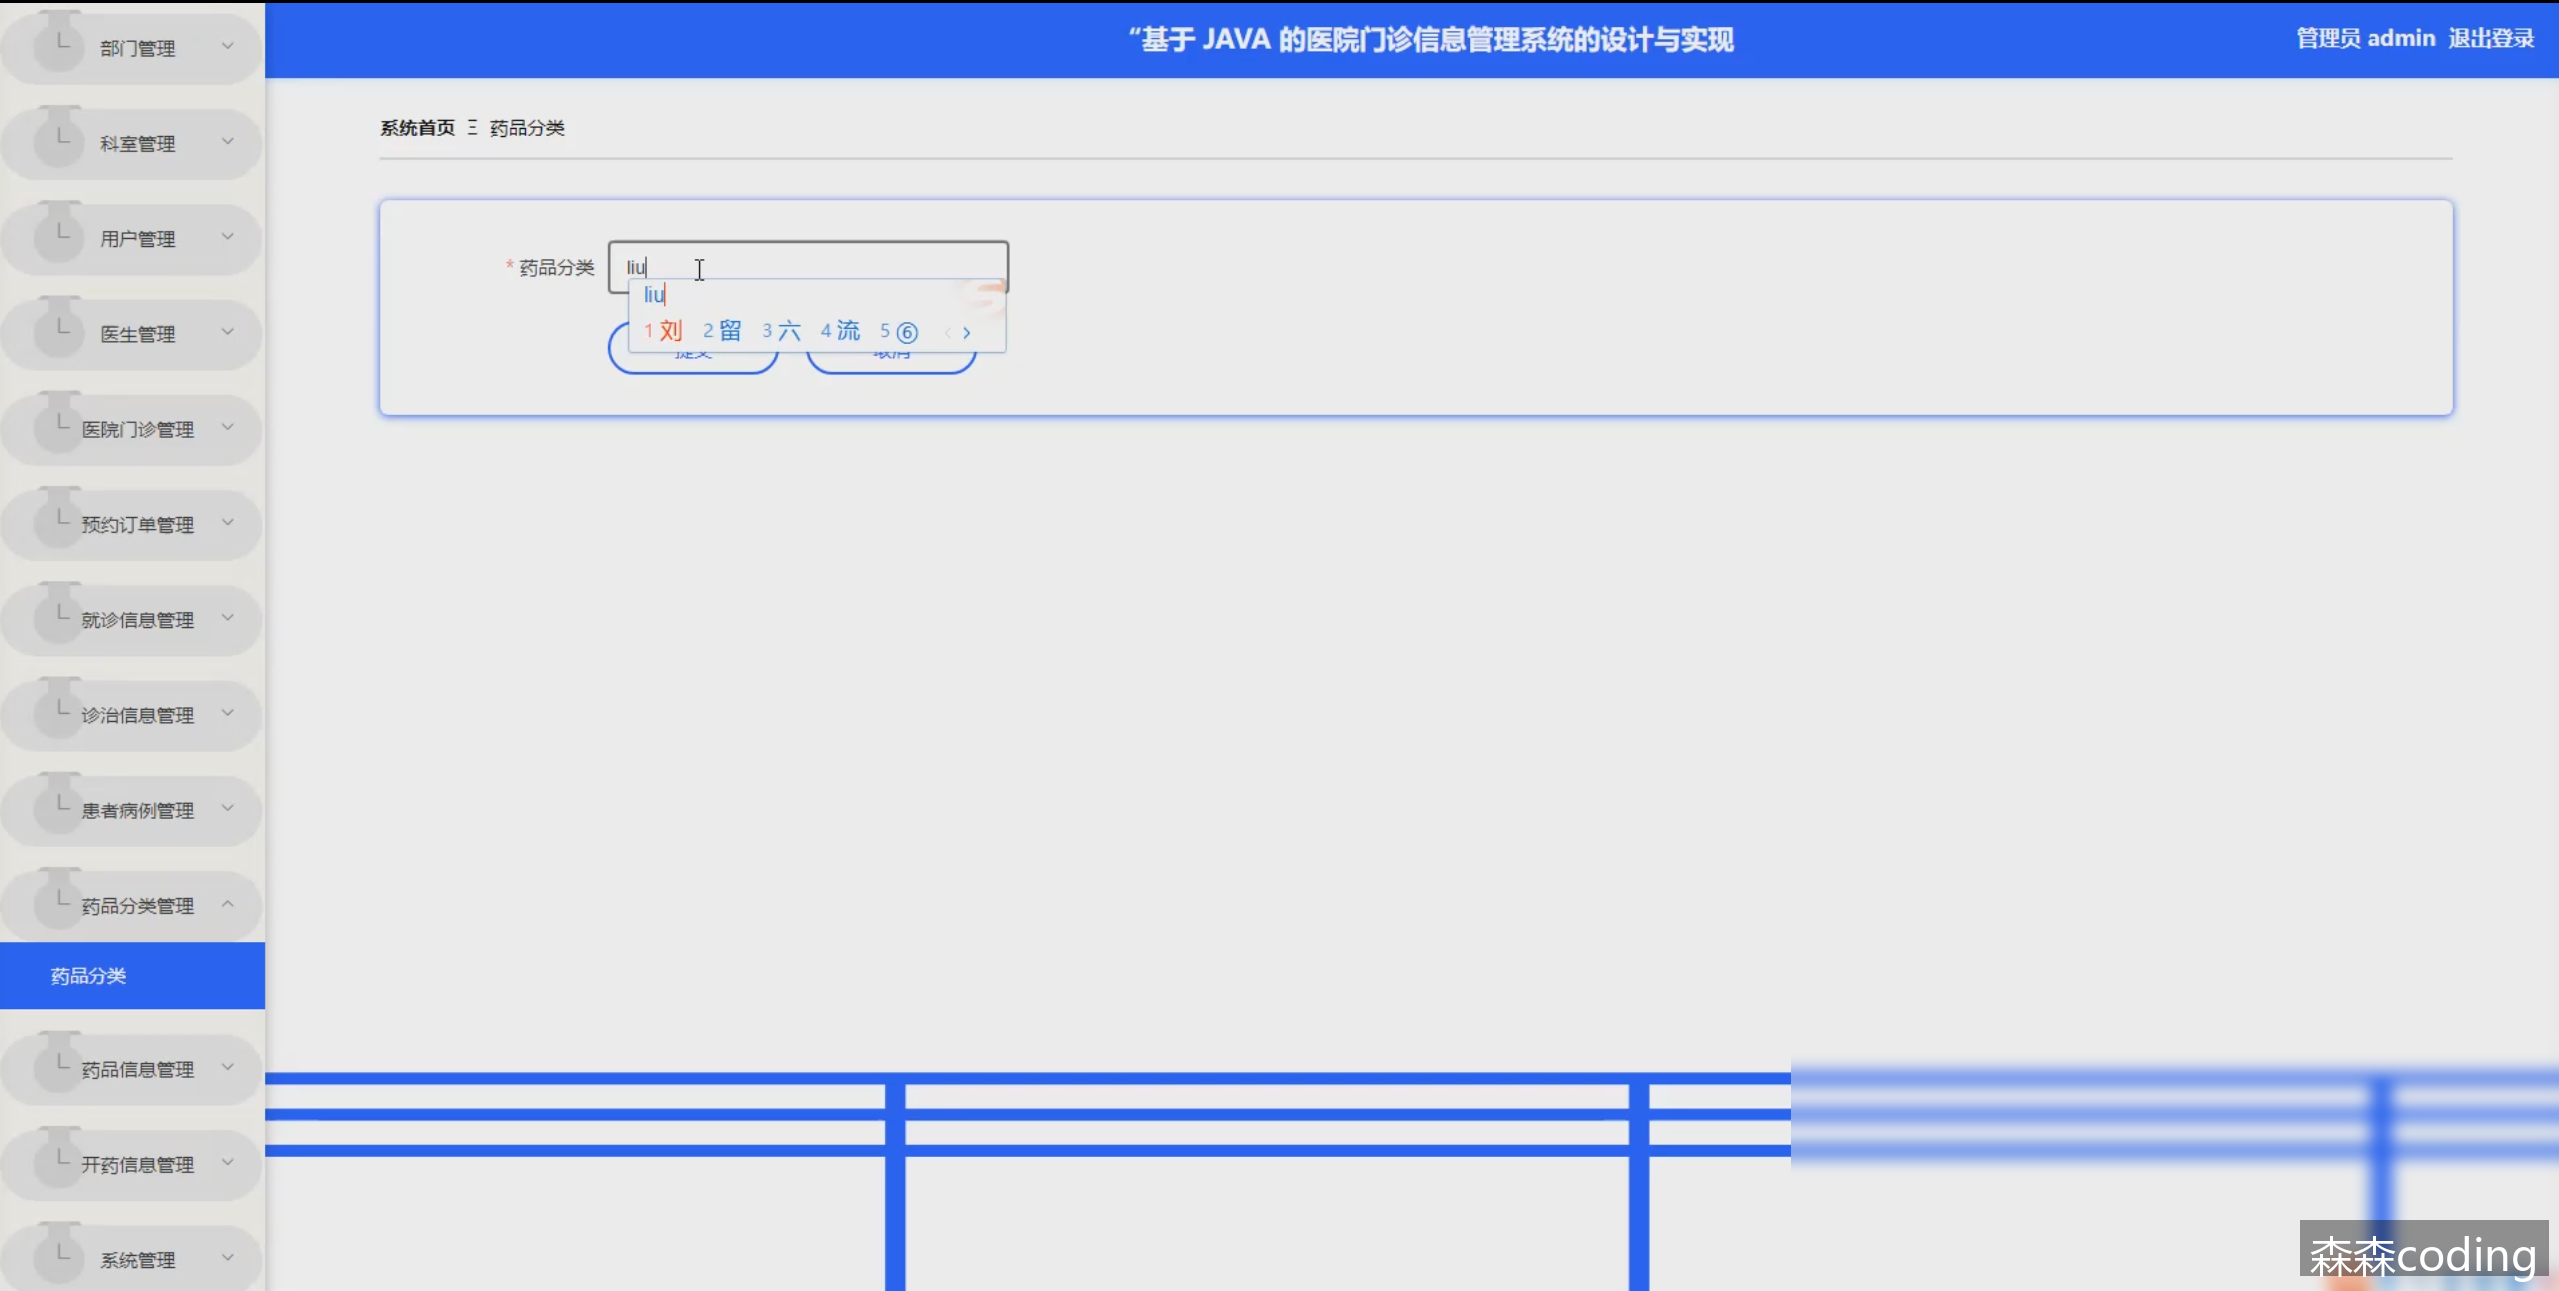 “基于 JAVA 的医院门诊信息管理系统的设计与实现
管理员 admin 退出登录
部门管理
科室管理
用户管理
医生管理
医院门诊管理
预约订单管理
就诊信息管理
诊治信息管理
患者病例管理
药品分类管理
药品分类
药品信息管理
开药信息管理
系统管理
系统首页 Ξ 药品分类
* 药品分类 liu
liu
1 刘 2 留 3 六 4 流 5 ⑥ < >
提交 取消
森森coding